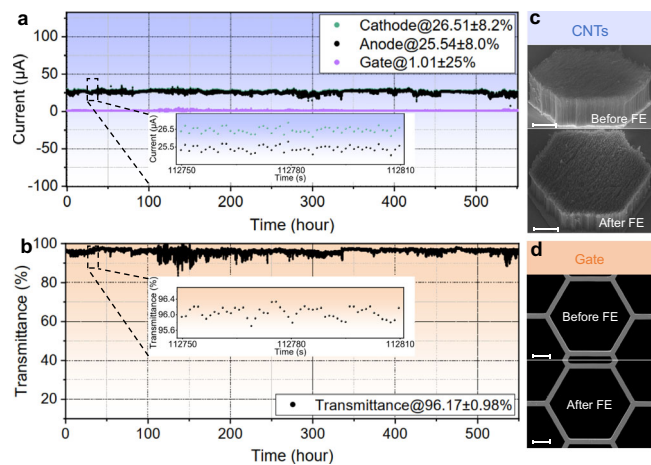 a
Current (μA)
100
50
25
0
-25
-50
-100
Cathode@26.51±8.2%
Anode@25.54±8.0%
Gate@1.01±25%
Current (μA)
26.5
25.5
112750
112780
112810
Time (s)
0
100
200
300
400
500
Time (hour)
b
Transmittance (%)
100
80
60
40
20
Transmittance (%)
96.4
96.0
95.6
112750
112780
112810
Time (s)
Transmittance@96.17±0.98%
0
100
200
300
400
500
Time (hour)
c
CNTs
Before FE
After FE
d
Gate
Before FE
After FE